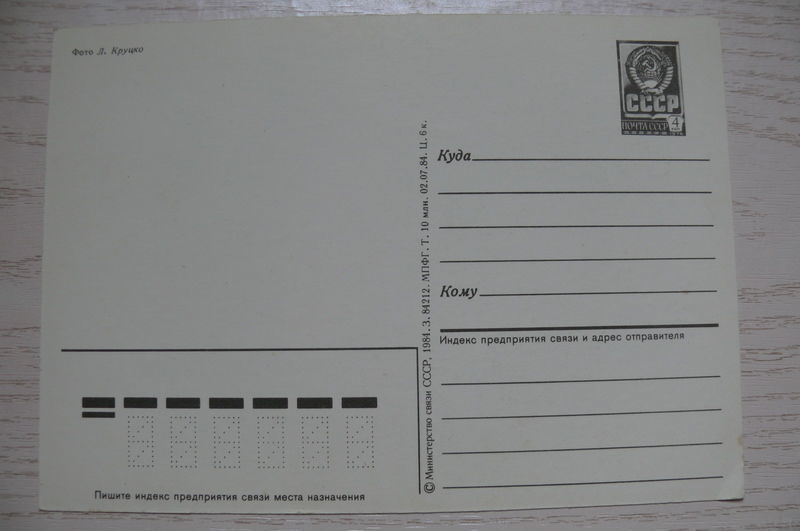 Фото Л. Круцко
СССР
ПОЧТА СССР
4
Куда
Кому
Индекс предприятия связи и адрес отправителя
© Министерство связи СССР, 1984. З. 84212. МПФГ. Т. 10 млн. 02.07.84. Ц. 6 к.
Пишите индекс предприятия связи места назначения